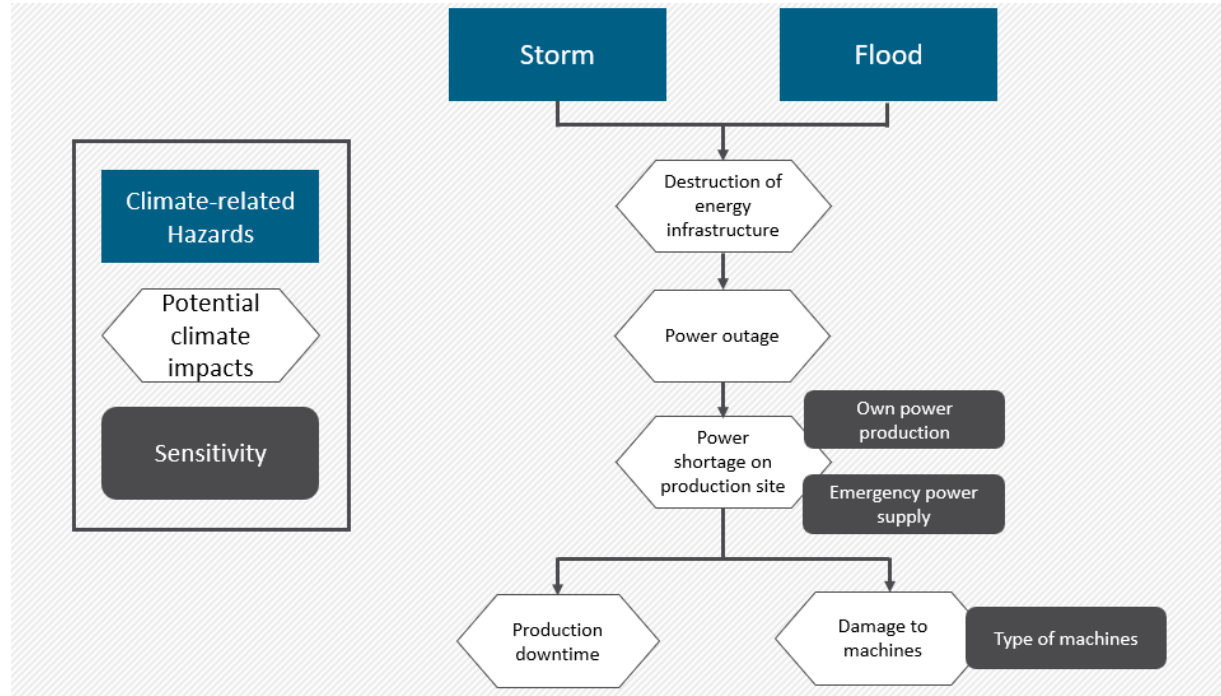 Storm
Flood
Climate-related
Hazards
Potential
climate
impacts
Sensitivity
Destruction of
energy
infrastructure
Power outage
Own power
production
Power
shortage on
production site
Emergency power
supply
Production
downtime
Damage to
machines
Type of machines